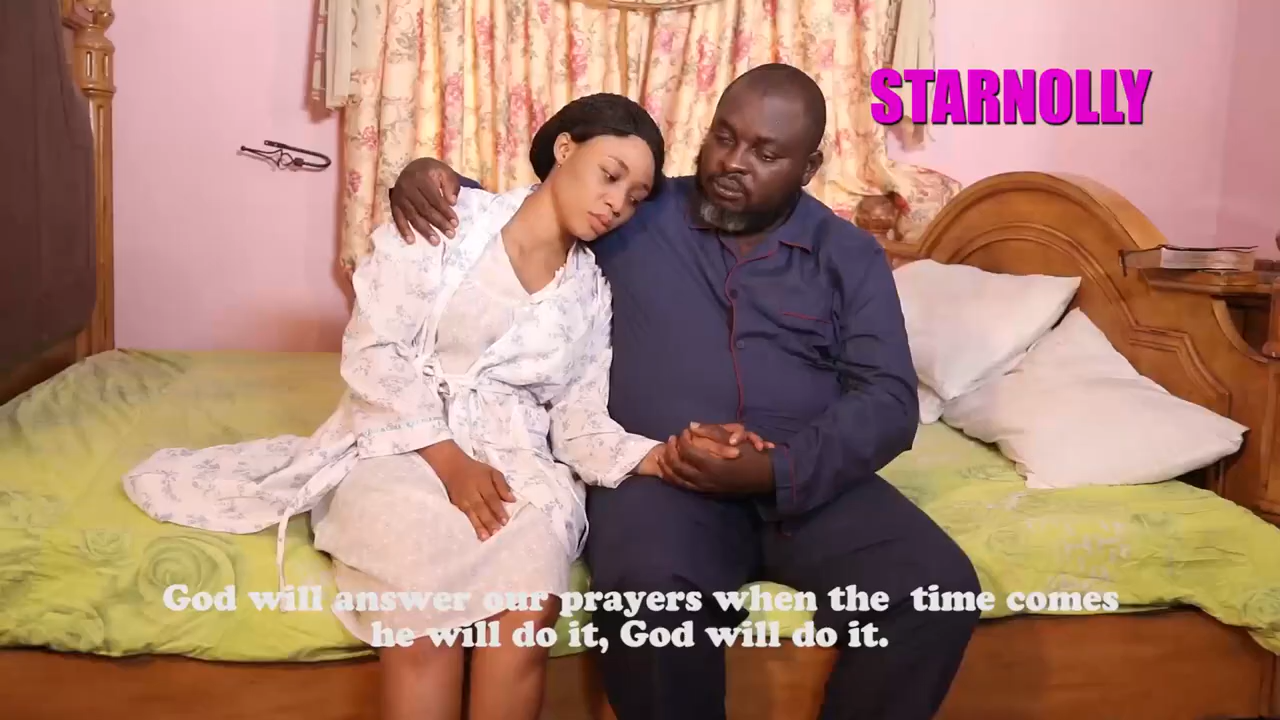 STARNOLLY
God will answer our prayers when the time comes
he will do it, God will do it.